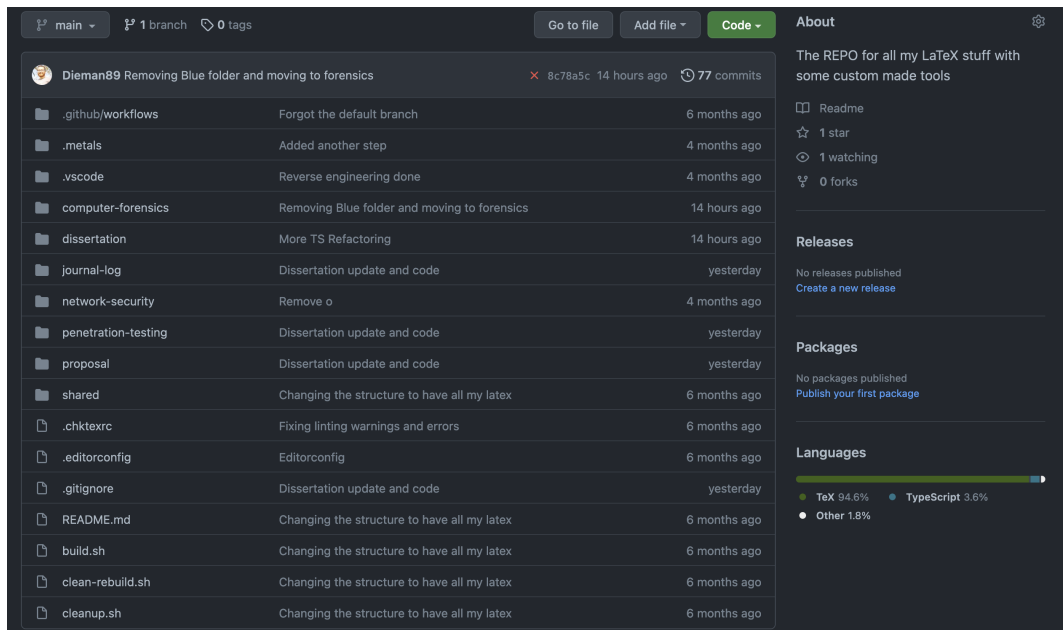 main 1 branch 0 tags Go to file Add file Code
Dieman89 Removing Blue folder and moving to forensics 8c78a5c 14 hours ago 77 commits
.github/workflows Forgot the default branch 6 months ago
.metals Added another step 4 months ago
.vscode Reverse engineering done 4 months ago
computer-forensics Removing Blue folder and moving to forensics 14 hours ago
dissertation More TS Refactoring 14 hours ago
journal-log Dissertation update and code yesterday
network-security Remove o 4 months ago
penetration-testing Dissertation update and code yesterday
proposal Dissertation update and code yesterday
shared Changing the structure to have all my latex 6 months ago
.chktexrc Fixing linting warnings and errors 6 months ago
.editorconfig Editorconfig 6 months ago
.gitignore Dissertation update and code yesterday
README.md Changing the structure to have all my latex 6 months ago
build.sh Changing the structure to have all my latex 6 months ago
clean-rebuild.sh Changing the structure to have all my latex 6 months ago
cleanup.sh Changing the structure to have all my latex 6 months ago
About
The REPO for all my LaTeX stuff with
some custom made tools
Readme
1 star
1 watching
0 forks
Releases
No releases published
Create a new release
Packages
No packages published
Publish your first package
Languages
TeX 94.6% TypeScript 3.6%
Other 1.8%